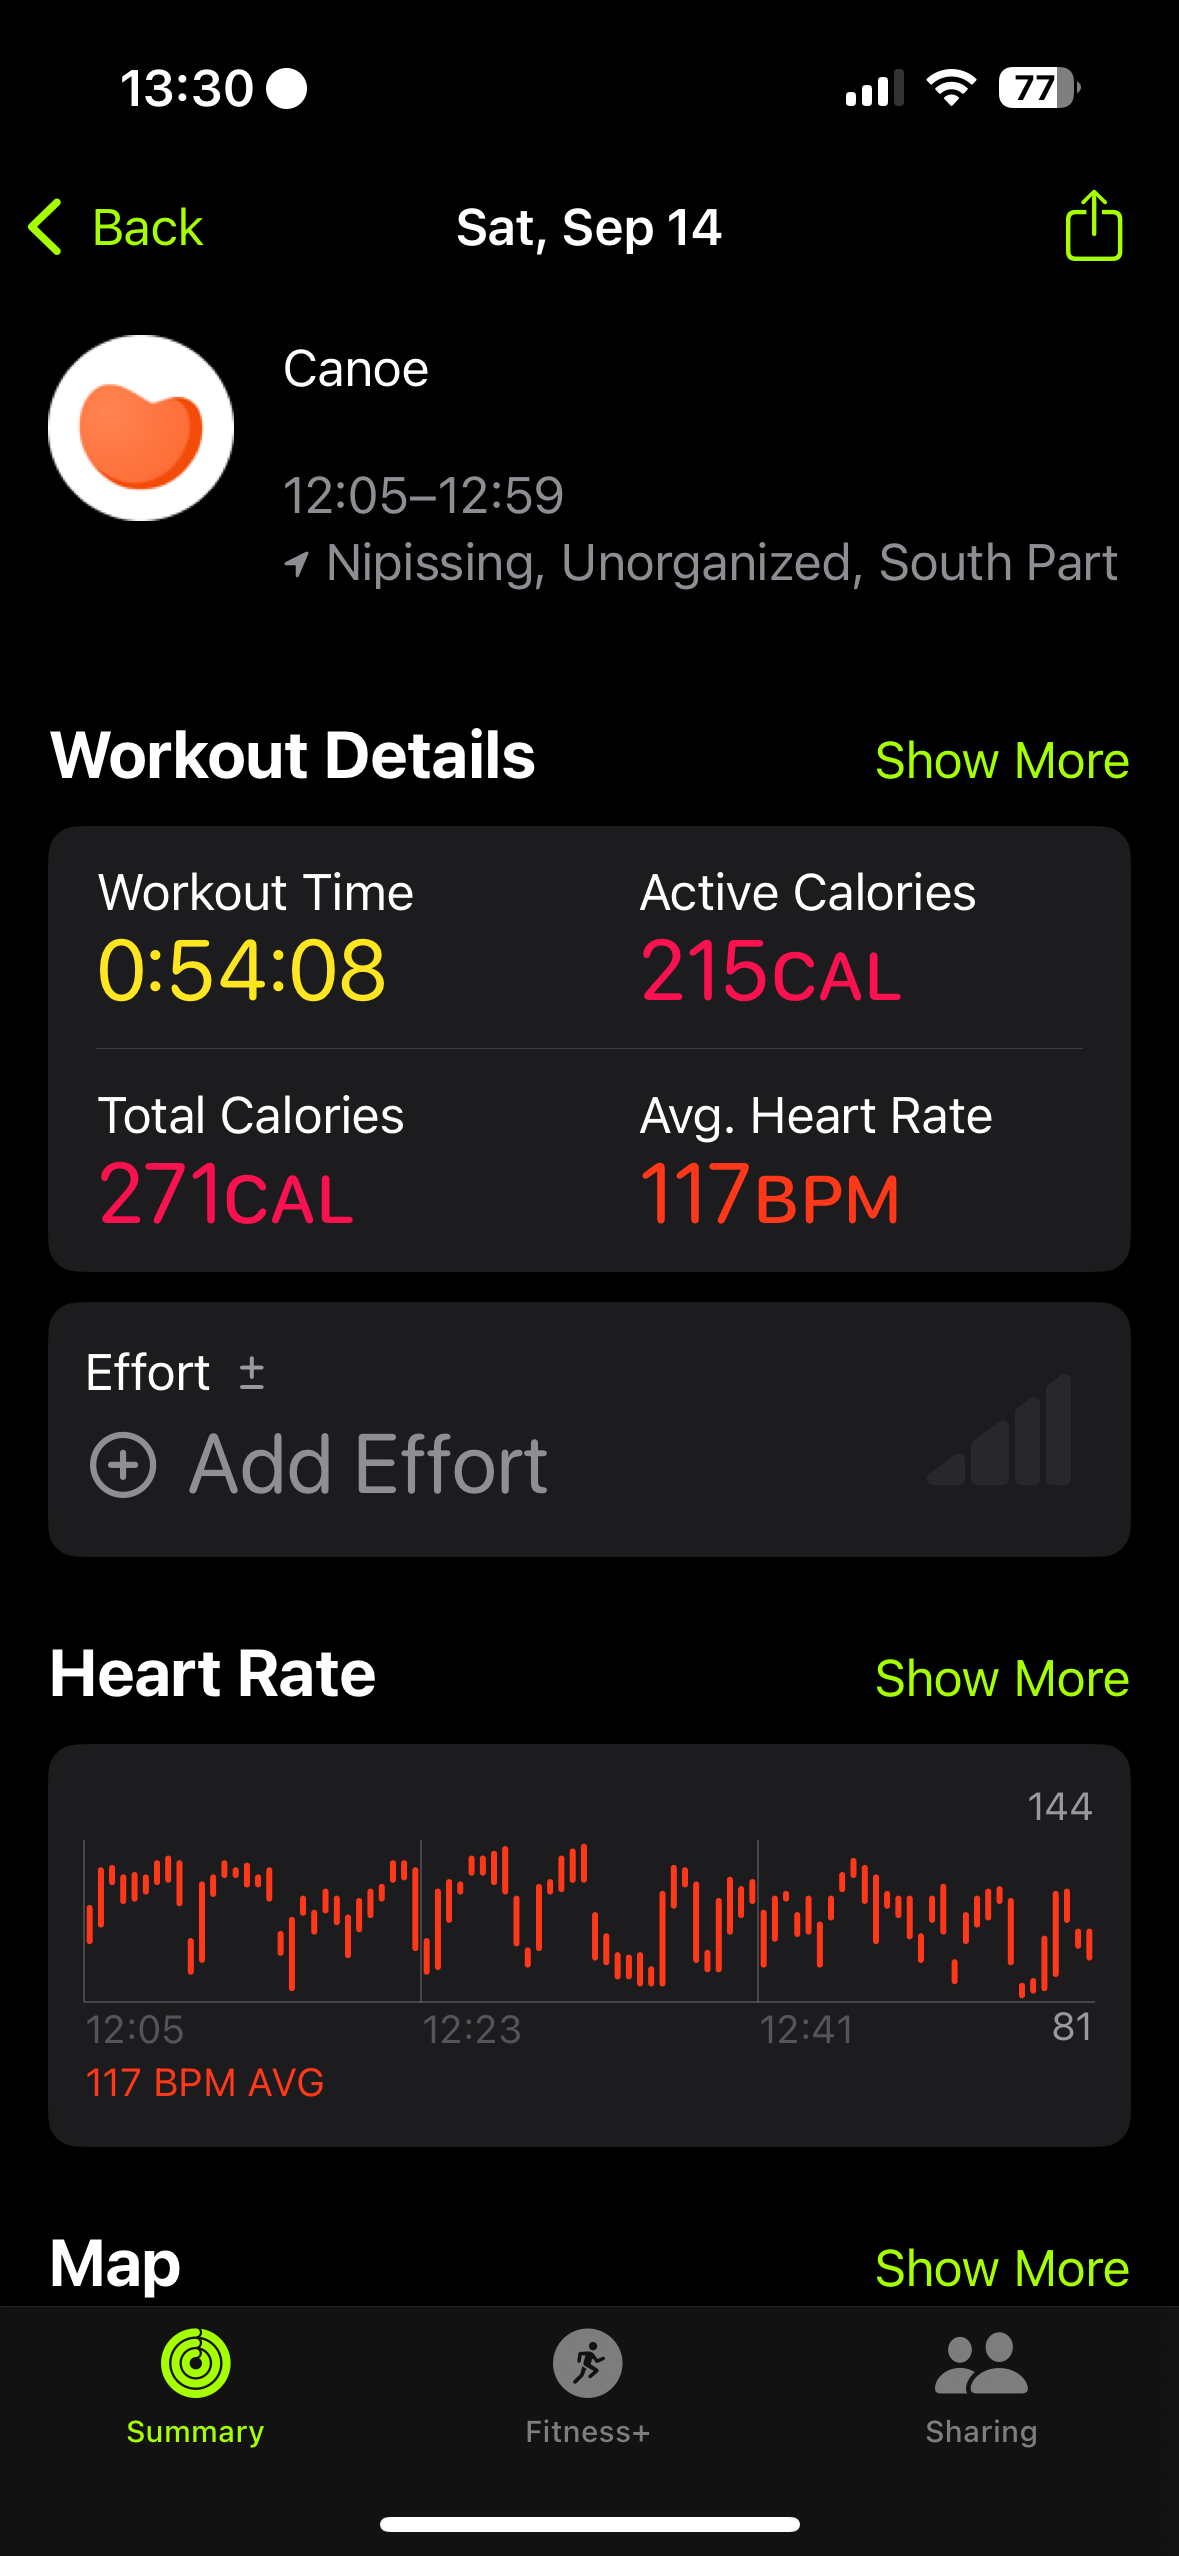 13:30
77
Back
Sat, Sep 14
Canoe
12:05–12:59
Nipissing, Unorganized, South Part
Workout Details
Show More
Workout Time
Active Calories
0:54:08
215CAL
Total Calories
Avg. Heart Rate
271CAL
117BPM
Effort ±
Add Effort
Heart Rate
Show More
144
12:05
12:23
12:41
81
117 BPM AVG
Map
Show More
Summary
Fitness+
Sharing